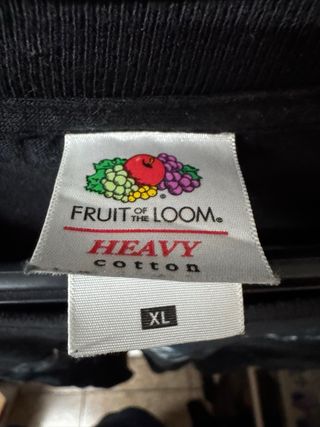 FRUIT OF THE LOOM®
HEAVY
cotton
XL